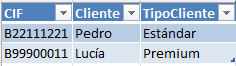 CIF Cliente TipoCliente
B22111221 Pedro Estándar
B99900011 Lucía Premium